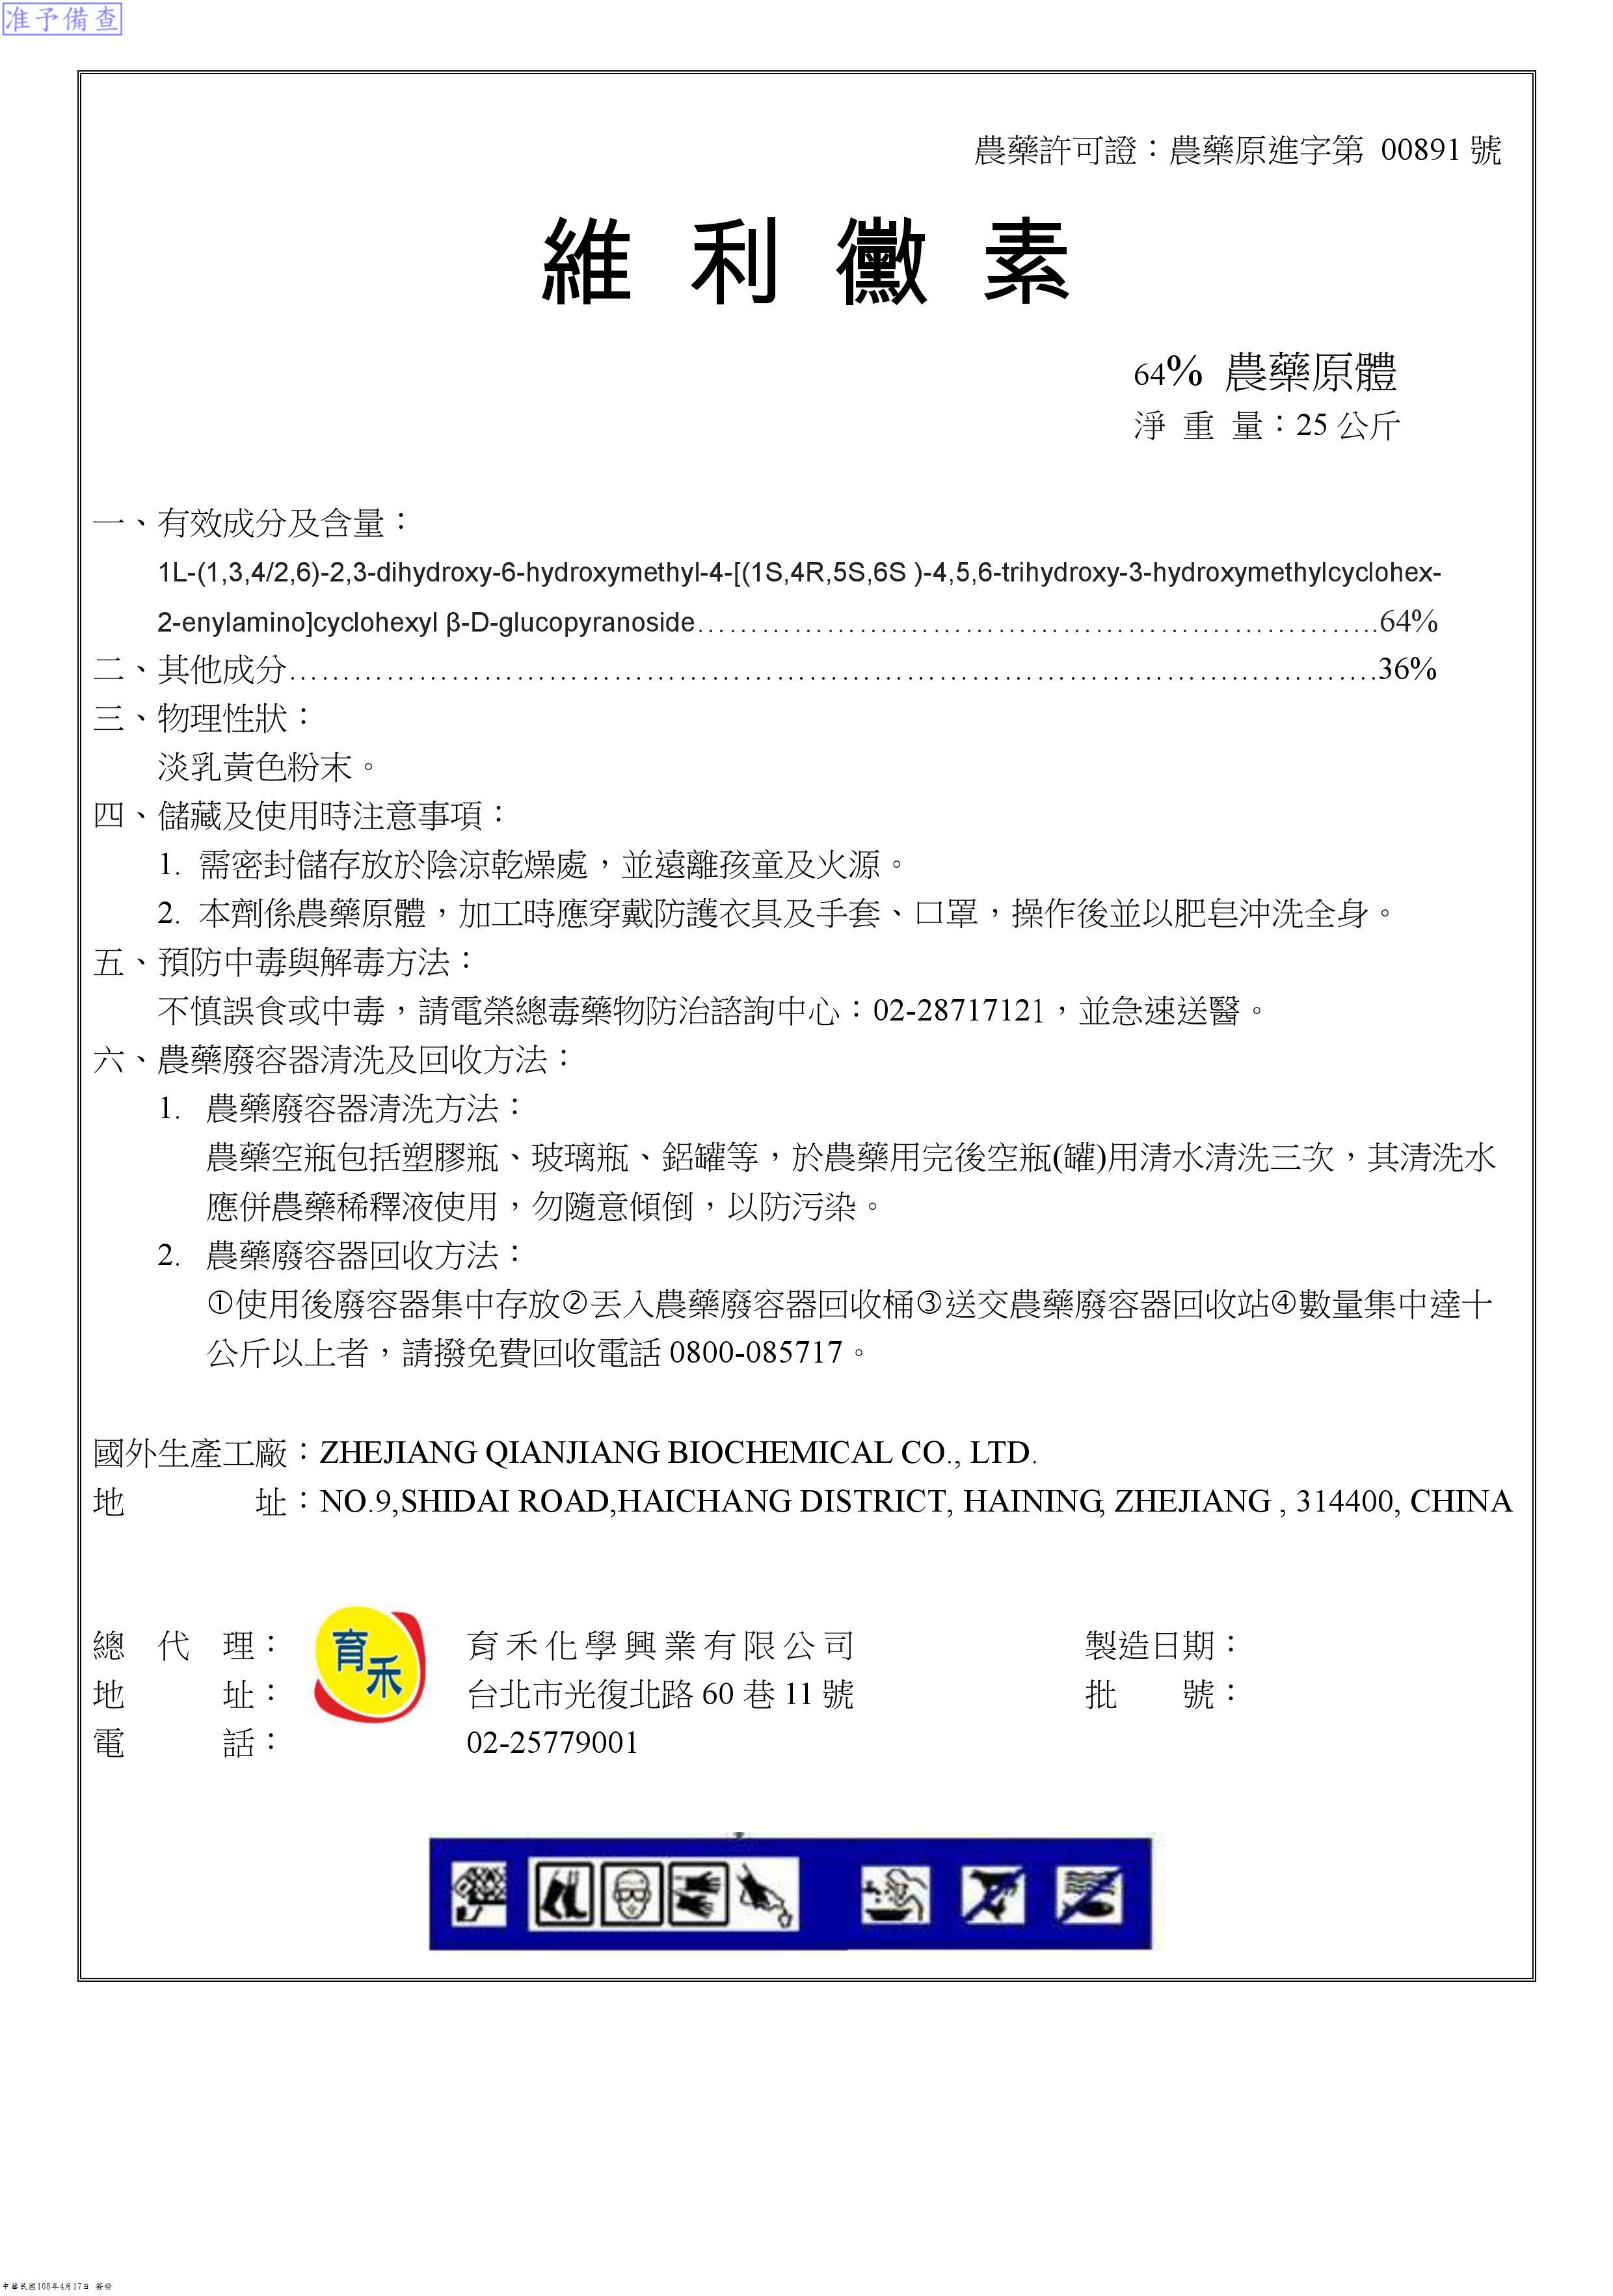 准予備查
農藥許可證：農藥原進字第 00891 號
維利黴素
64% 農藥原體
淨 重 量：25 公斤
一、有效成分及含量：
1L-(1,3,4/2,6)-2,3-dihydroxy-6-hydroxymethyl-4-[(1S,4R,5S,6S )-4,5,6-trihydroxy-3-hydroxymethylcyclohex-
2-enylamino]cyclohexyl β-D-glucopyranoside……………………………………………………….64%
二、其他成分…………………………………………………………………………………………36%
三、物理性狀：
淡乳黃色粉末。
四、儲藏及使用時注意事項：
1. 需密封儲存放於陰涼乾燥處，並遠離孩童及火源。
2. 本劑係農藥原體，加工時應穿戴防護衣具及手套、口罩，操作後並以肥皂沖洗全身。
五、預防中毒與解毒方法：
不慎誤食或中毒，請電榮總毒藥物防治諮詢中心：02-28717121，並急速送醫。
六、農藥廢容器清洗及回收方法：
1. 農藥廢容器清洗方法：
農藥空瓶包括塑膠瓶、玻璃瓶、鋁罐等，於農藥用完後空瓶(罐)用清水清洗三次，其清洗水
應併農藥稀釋液使用，勿隨意傾倒，以防污染。
2. 農藥廢容器回收方法：
①使用後廢容器集中存放②丟入農藥廢容器回收桶③送交農藥廢容器回收站④數量集中達十
公斤以上者，請撥免費回收電話 0800-085717。
國外生產工廠：ZHEJIANG QIANJIANG BIOCHEMICAL CO., LTD.
地 址：NO.9,SHIDAI ROAD,HAICHANG DISTRICT, HAINING, ZHEJIANG , 314400, CHINA
總 代 理： 育禾 育禾化學興業有限公司 製造日期：
地 址： 台北市光復北路 60 巷 11 號 批 號：
電 話： 02-25779001
中華民國108年4月17日 簽發